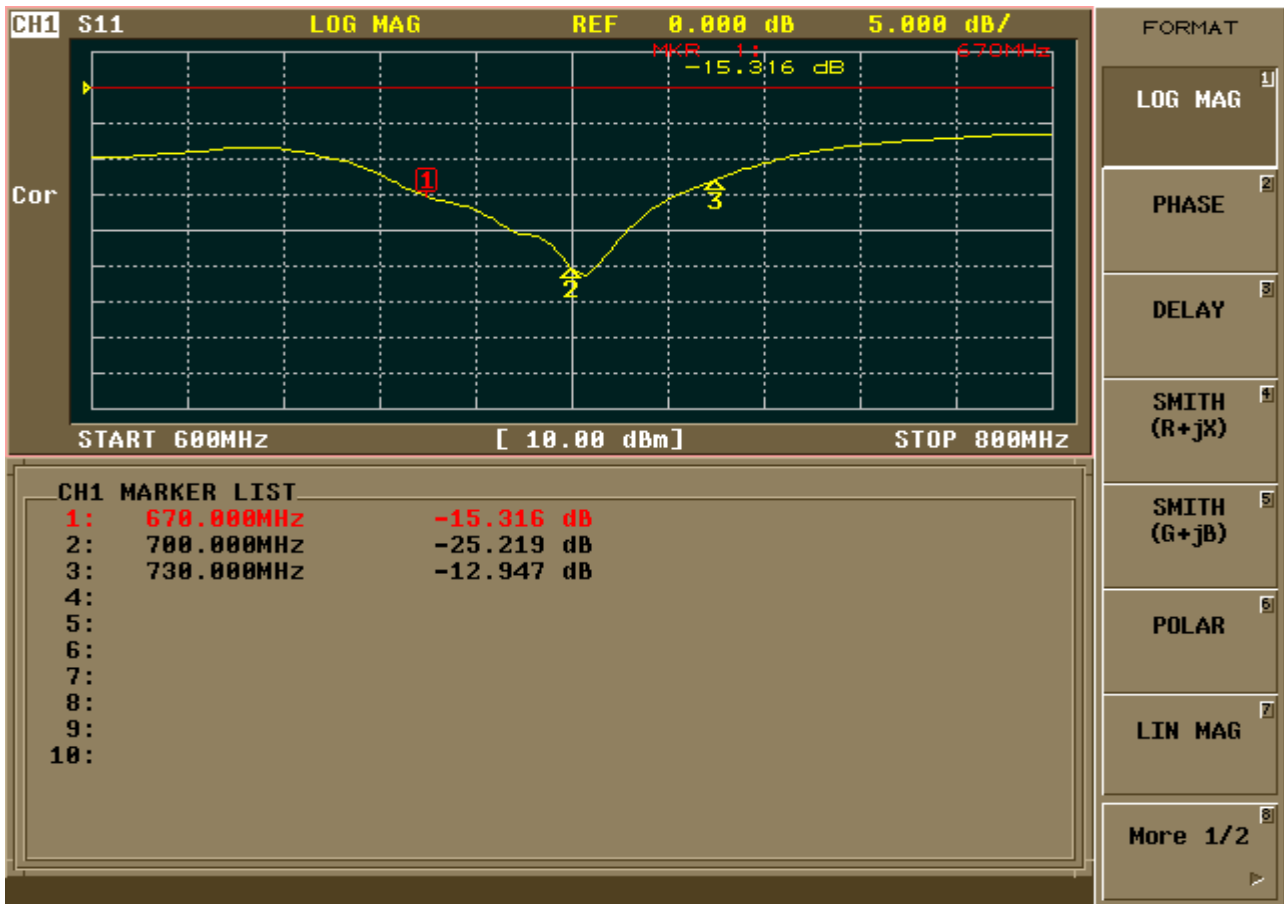 CH1 S11 LOG MAG REF 0.000 dB 5.000 dB/
MKR 1: 670MHz
-15.316 dB
Cor
1
2
3
START 600MHz [ 10.00 dBm] STOP 800MHz
CH1 MARKER LIST
1: 670.000MHz -15.316 dB
2: 700.000MHz -25.219 dB
3: 730.000MHz -12.947 dB
4:
5:
6:
7:
8:
9:
10:
FORMAT
LOG MAG 1
PHASE 2
DELAY 3
SMITH 4
(R+jX)
SMITH 5
(G+jB)
POLAR 6
LIN MAG 7
More 1/2 8